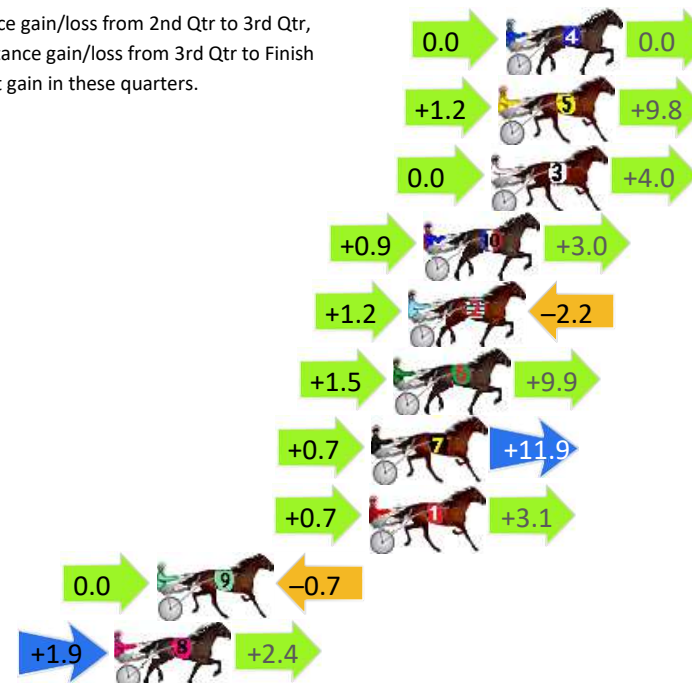 ce gain/loss from 2nd Qtr to 3rd Qtr,
tance gain/loss from 3rd Qtr to Finish
t gain in these quarters.
0.0 4 0.0
+1.2 5 +9.8
0.0 3 +4.0
+0.9 10 +3.0
+1.2 2 –2.2
+1.5 6 +9.9
+0.7 7 +11.9
+0.7 1 +3.1
0.0 9 –0.7
+1.9 8 +2.4